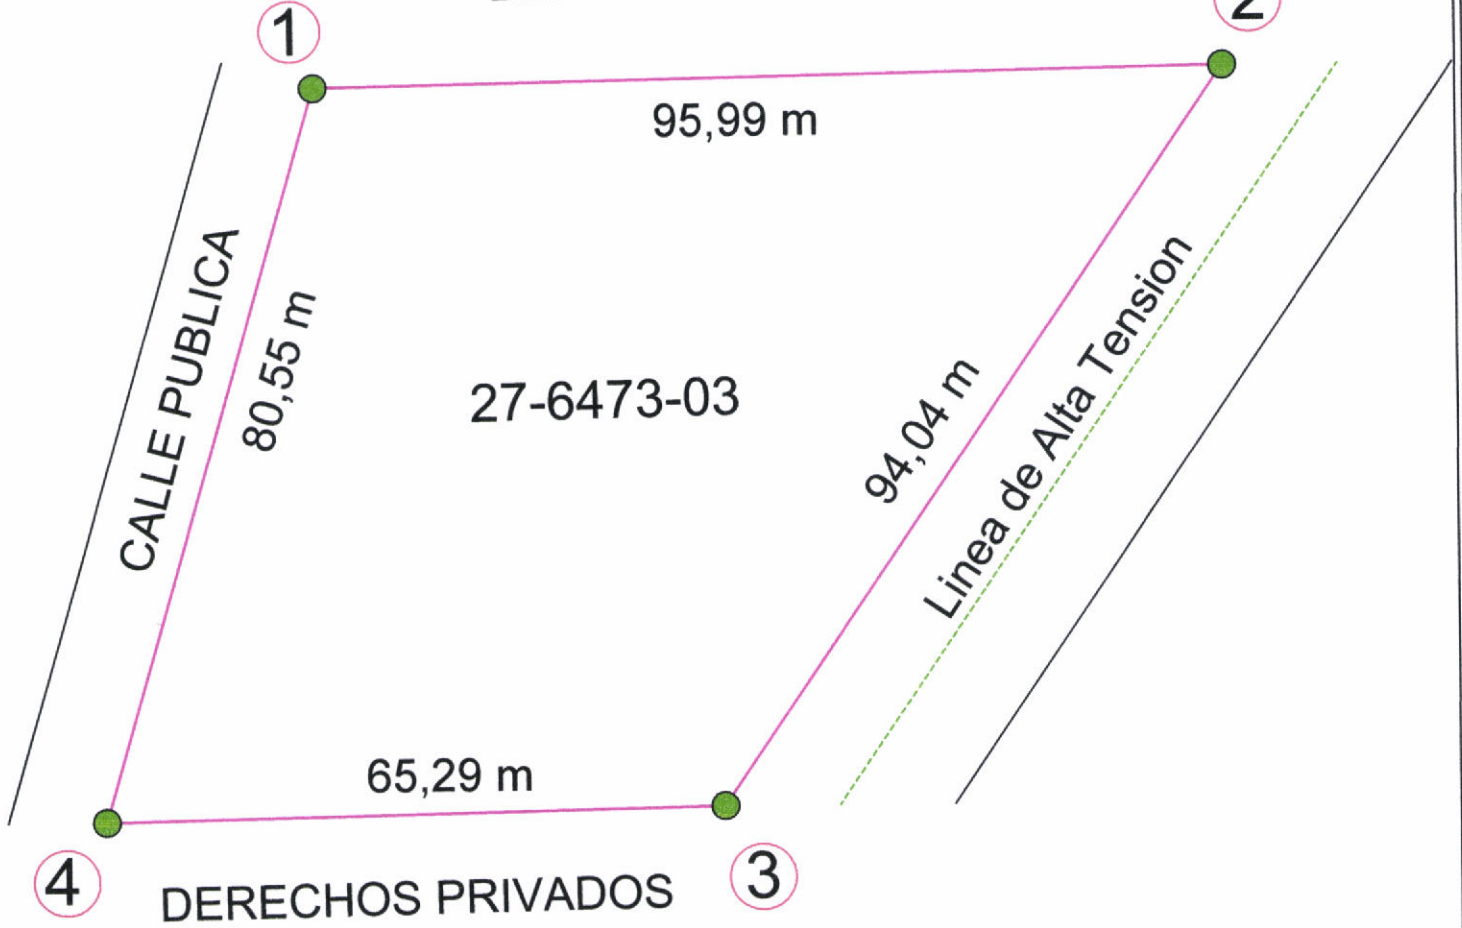 1
2
95,99 m
CALLE PUBLICA
80,55 m
27-6473-03
94,04 m
Linea de Alta Tension
65,29 m
4
3
DERECHOS PRIVADOS